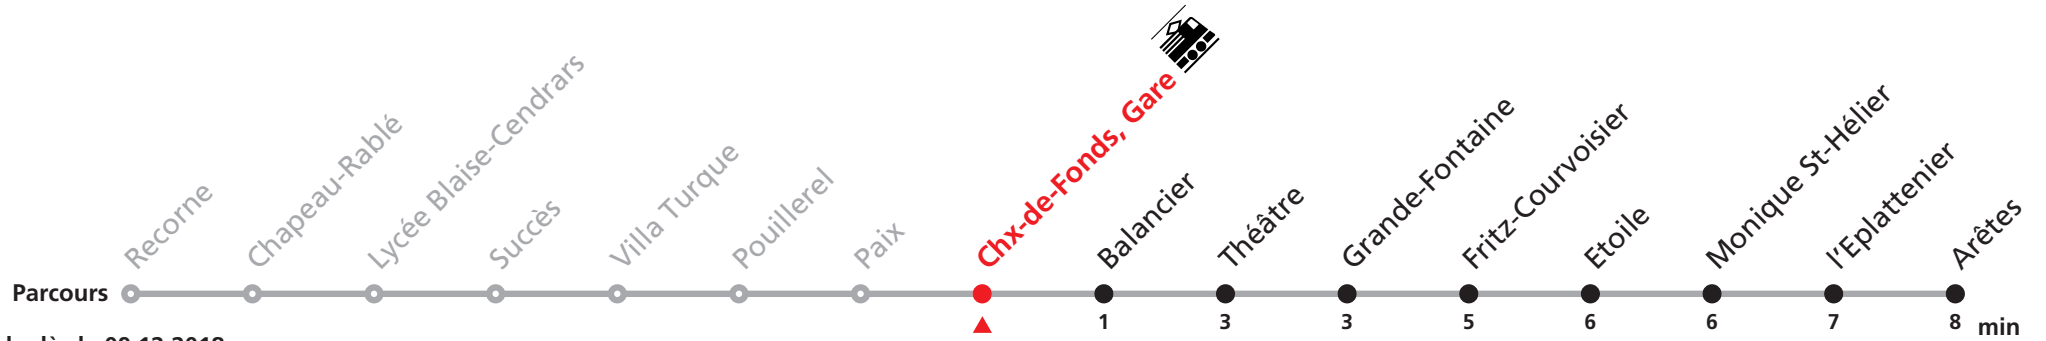 Recorne
Chapeau-Rablé
Lycée Blaise-Cendrars
Succès
Villa Turque
Pouillerel
Paix
Chx-de-Fonds, Gare
Balancier
Théâtre
Grande-Fontaine
Fritz-Courvoisier
Etoile
Monique St-Hélier
l'Eplattenier
Arêtes
Parcours
1 3 3 5 6 6 7 8 min